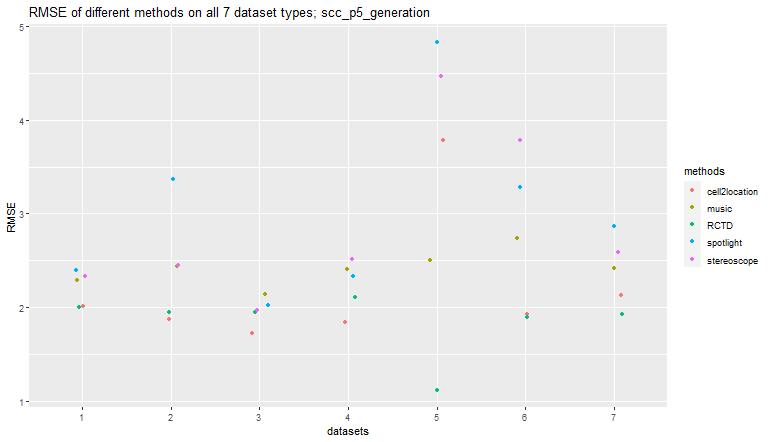 RMSE of different methods on all 7 dataset types; scc_p5_generation
5
4
3
2
1
RMSE
1 2 3 4 5 6 7
datasets
methods
cell2location
music
RCTD
spotlight
stereoscope